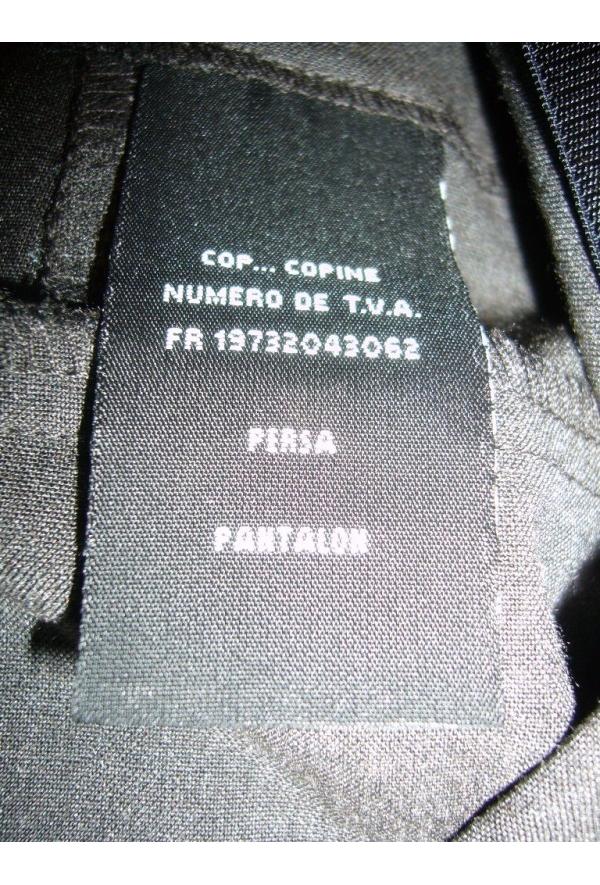 COP... COPINE
NUMERO DE T.V.A.
FR 19732043062
PERSA
PANTALON